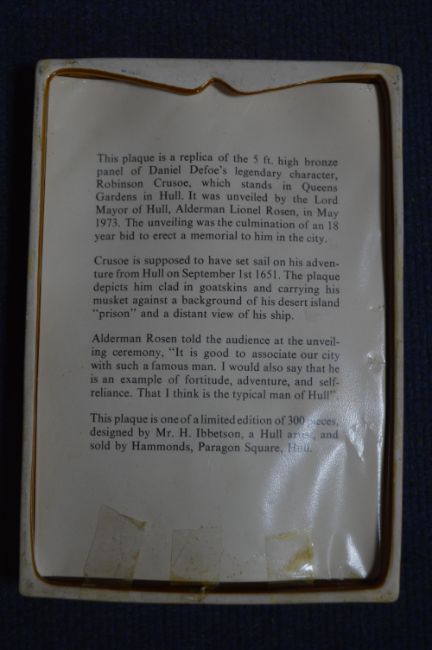 This plaque is a replica of the 5 ft. high bronze
panel of Daniel Defoe's legendary character,
Robinson Crusoe, which stands in Queens
Gardens in Hull. It was unveiled by the Lord
Mayor of Hull, Alderman Lionel Rosen, in May
1973. The unveiling was the culmination of an 18
year bid to erect a memorial to him in the city.
Crusoe is supposed to have set sail on his adven-
ture from Hull on September 1st 1651. The plaque
depicts him clad in goatskins and carrying his
musket against a background of his desert island
"prison" and a distant view of his ship.
Alderman Rosen told the audience at the unveil-
ing ceremony, "It is good to associate our city
with such a famous man. I would also say that he
is an example of fortitude, adventure, and self-
reliance. That I think is the typical man of Hull".
This plaque is one of a limited edition of 300 pieces,
designed by Mr. H. Ibbetson, a Hull artist, and
sold by Hammonds, Paragon Square, Hull.